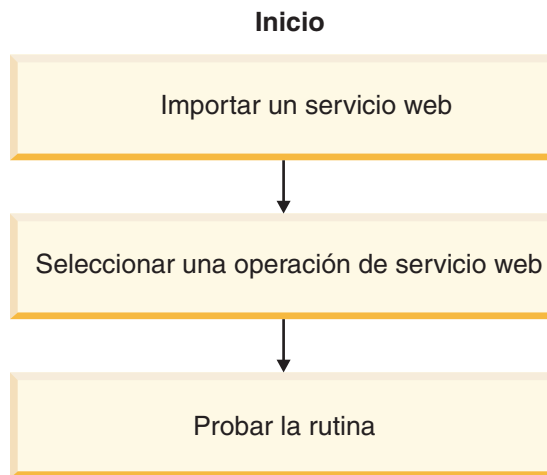 Inicio
Importar un servicio web
Seleccionar una operación de servicio web
Probar la rutina